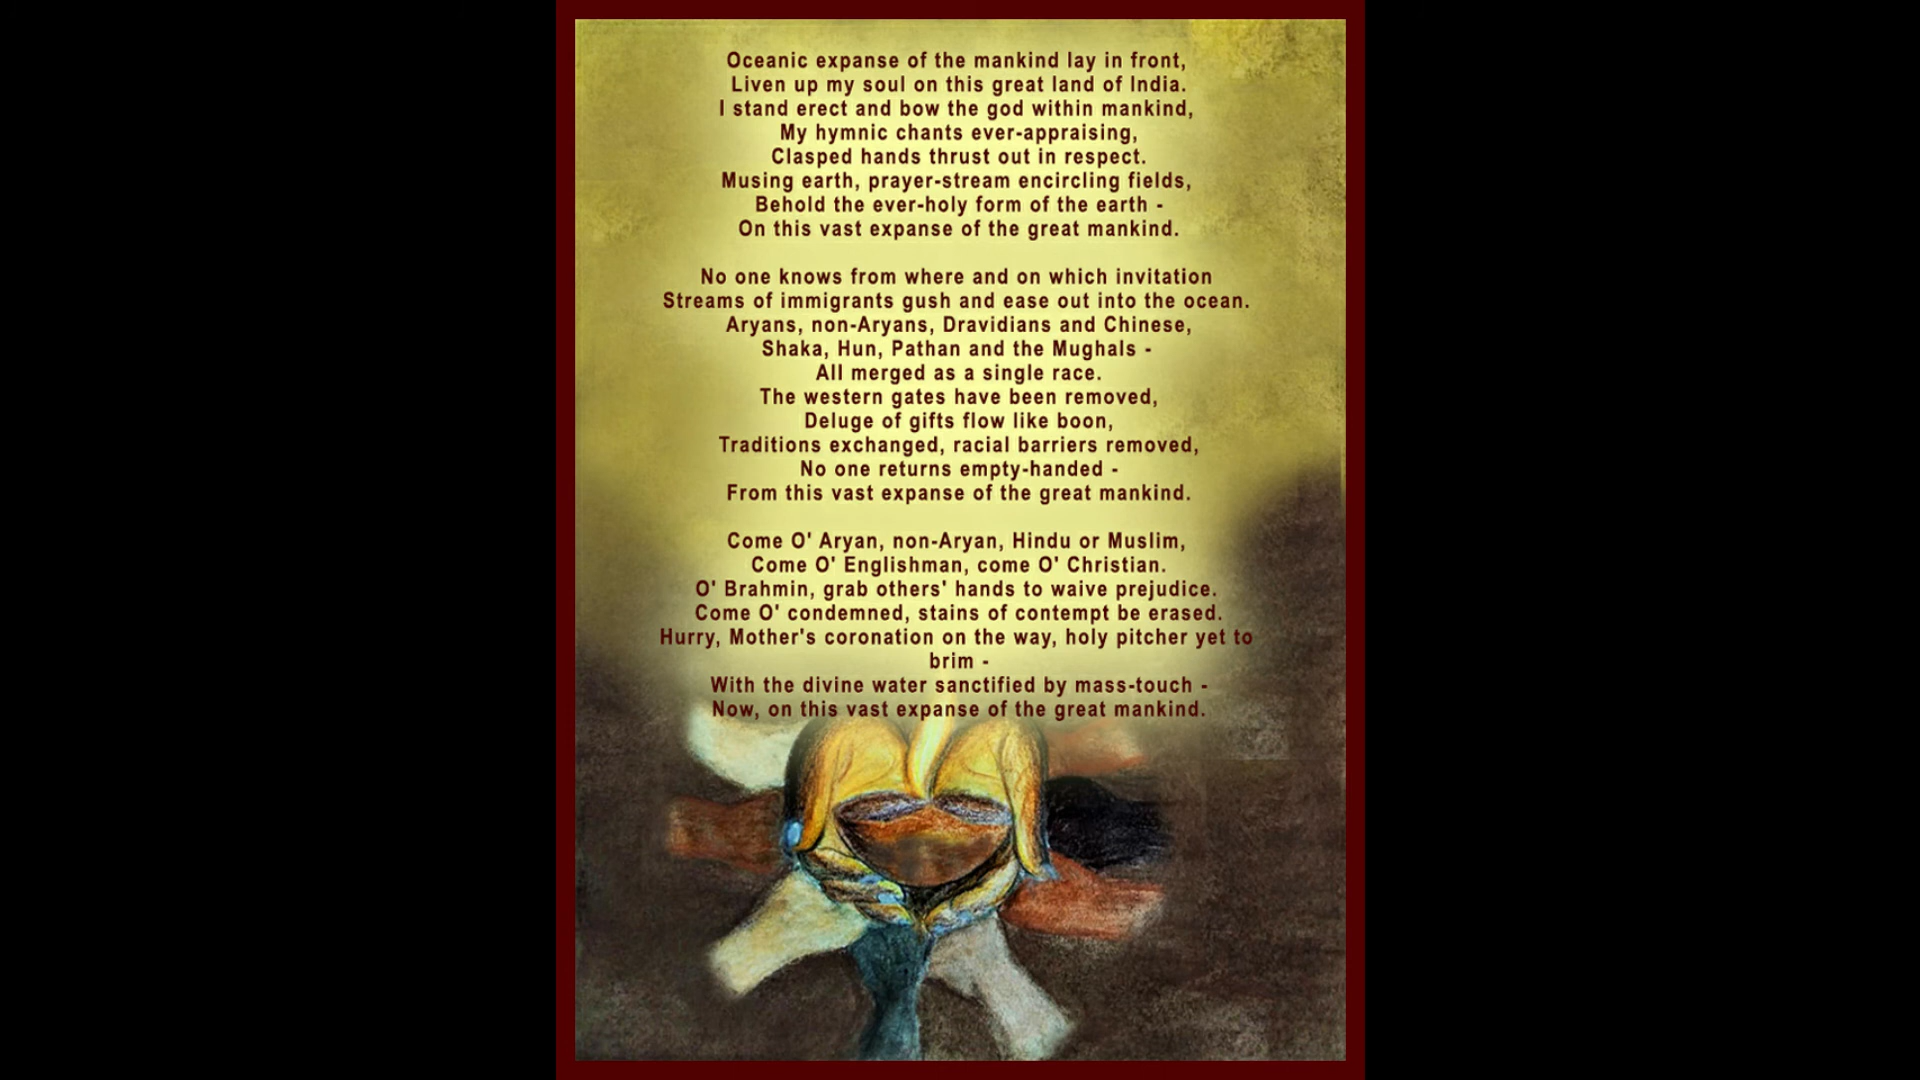 Oceanic expanse of the mankind lay in front,
Liven up my soul on this great land of India.
I stand erect and bow the god within mankind,
My hymnic chants ever-appraising,
Clasped hands thrust out in respect.
Musing earth, prayer-stream encircling fields,
Behold the ever-holy form of the earth -
On this vast expanse of the great mankind.
No one knows from where and on which invitation
Streams of immigrants gush and ease out into the ocean.
Aryans, non-Aryans, Dravidians and Chinese,
Shaka, Hun, Pathan and the Mughals -
All merged as a single race.
The western gates have been removed,
Deluge of gifts flow like boon,
Traditions exchanged, racial barriers removed,
No one returns empty-handed -
From this vast expanse of the great mankind.
Come O' Aryan, non-Aryan, Hindu or Muslim,
Come O' Englishman, come O' Christian.
O' Brahmin, grab others' hands to waive prejudice.
Come O' condemned, stains of contempt be erased.
Hurry, Mother's coronation on the way, holy pitcher yet to
brim -
With the divine water sanctified by mass-touch -
Now, on this vast expanse of the great mankind.